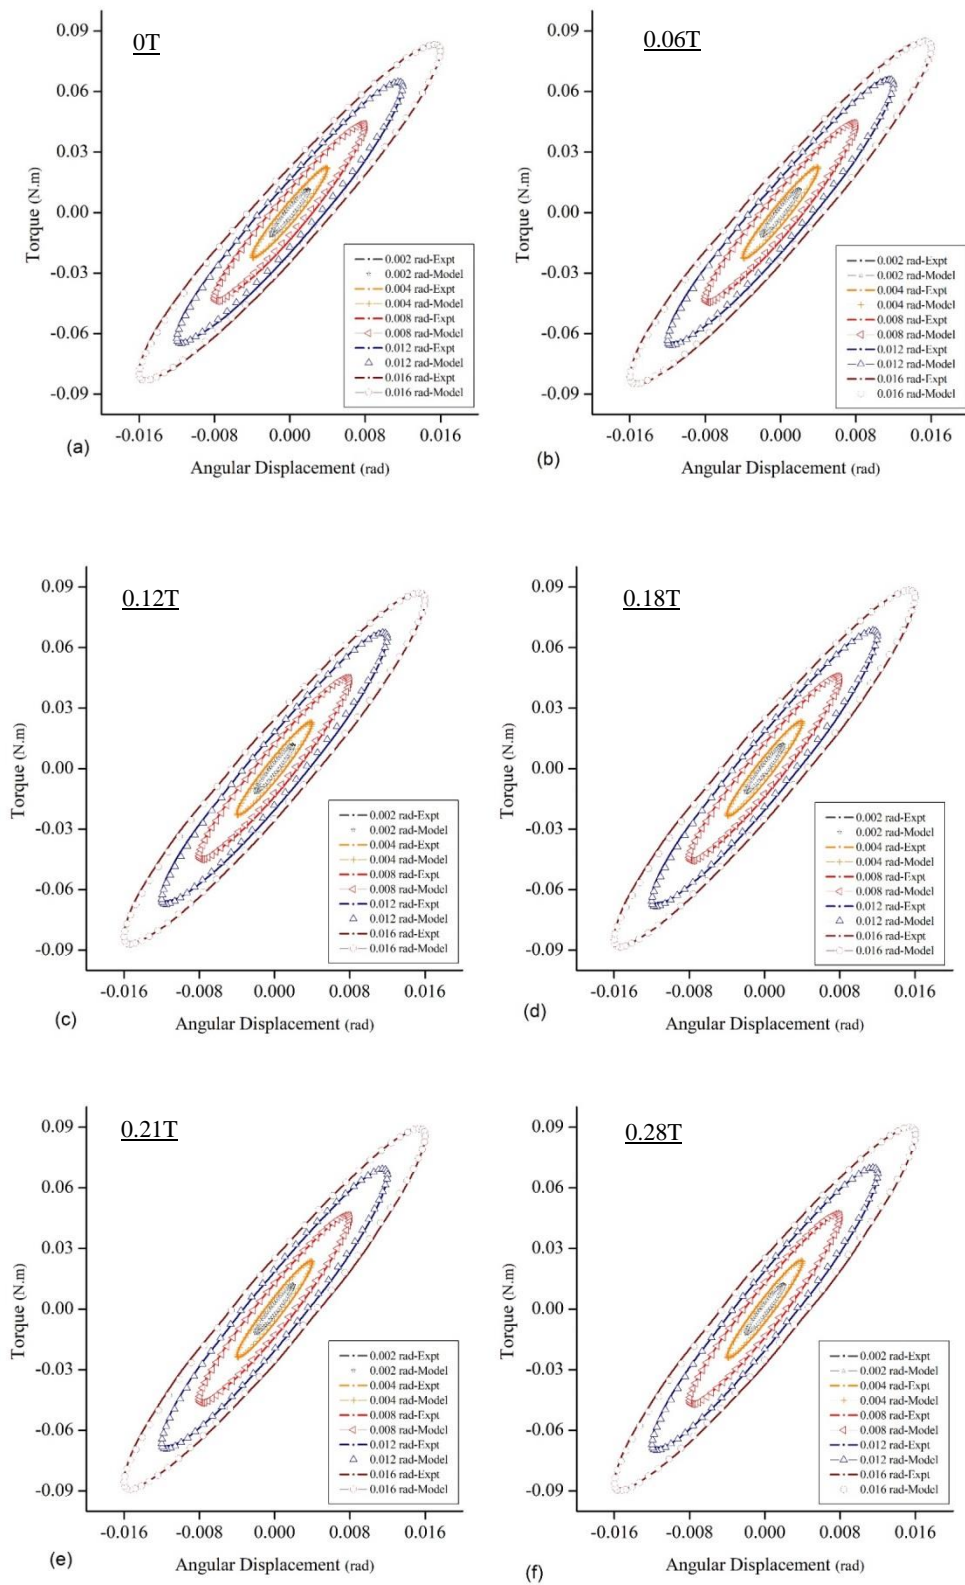 0T
0.09
0.06
0.03
0.00
-0.03
-0.06
-0.09
Torque (N.m)
-0.016 -0.008 0.000 0.008 0.016
Angular Displacement (rad)
(a)
0.002 rad-Expt
0.002 rad-Model
0.004 rad-Expt
0.004 rad-Model
0.008 rad-Expt
0.008 rad-Model
0.012 rad-Expt
0.012 rad-Model
0.016 rad-Expt
0.016 rad-Model
0.06T
0.09
0.06
0.03
0.00
-0.03
-0.06
-0.09
Torque (N.m)
-0.016 -0.008 0.000 0.008 0.016
Angular Displacement (rad)
(b)
0.002 rad-Expt
0.002 rad-Model
0.004 rad-Expt
0.004 rad-Model
0.008 rad-Expt
0.008 rad-Model
0.012 rad-Expt
0.012 rad-Model
0.016 rad-Expt
0.016 rad-Model
0.12T
0.09
0.06
0.03
0.00
-0.03
-0.06
-0.09
Torque (N.m)
-0.016 -0.008 0.000 0.008 0.016
Angular Displacement (rad)
(c)
0.002 rad-Expt
0.002 rad-Model
0.004 rad-Expt
0.004 rad-Model
0.008 rad-Expt
0.008 rad-Model
0.012 rad-Expt
0.012 rad-Model
0.016 rad-Expt
0.016 rad-Model
0.18T
0.09
0.06
0.03
0.00
-0.03
-0.06
-0.09
Torque (N.m)
-0.016 -0.008 0.000 0.008 0.016
Angular Displacement (rad)
(d)
0.002 rad-Expt
0.002 rad-Model
0.004 rad-Expt
0.004 rad-Model
0.008 rad-Expt
0.008 rad-Model
0.012 rad-Expt
0.012 rad-Model
0.016 rad-Expt
0.016 rad-Model
0.21T
0.09
0.06
0.03
0.00
-0.03
-0.06
-0.09
Torque (N.m)
-0.016 -0.008 0.000 0.008 0.016
Angular Displacement (rad)
(e)
0.002 rad-Expt
0.002 rad-Model
0.004 rad-Expt
0.004 rad-Model
0.008 rad-Expt
0.008 rad-Model
0.012 rad-Expt
0.012 rad-Model
0.016 rad-Expt
0.016 rad-Model
0.28T
0.09
0.06
0.03
0.00
-0.03
-0.06
-0.09
Torque (N.m)
-0.016 -0.008 0.000 0.008 0.016
Angular Displacement (rad)
(f)
0.002 rad-Expt
0.002 rad-Model
0.004 rad-Expt
0.004 rad-Model
0.008 rad-Expt
0.008 rad-Model
0.012 rad-Expt
0.012 rad-Model
0.016 rad-Expt
0.016 rad-Model